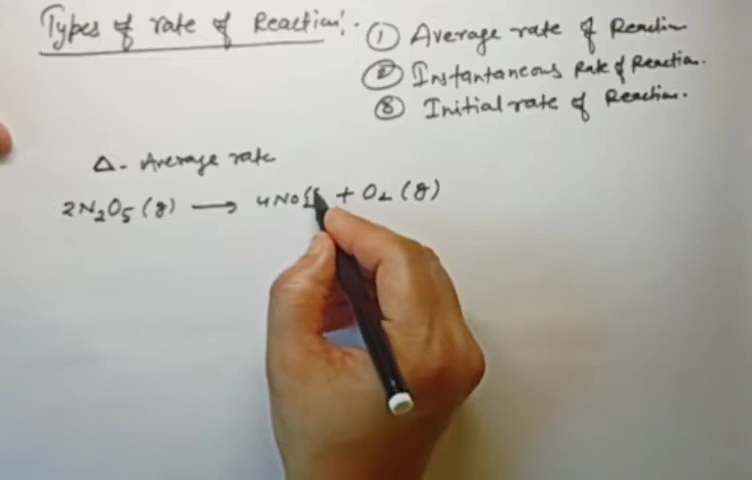 Types of rate of Reaction:-
① Average rate of Reaction
② Instantaneous Rate of Reaction.
③ Initial rate of Reaction.
Δ - Average rate
2N₂O₅ (g) → 4NO + O₂ (g)